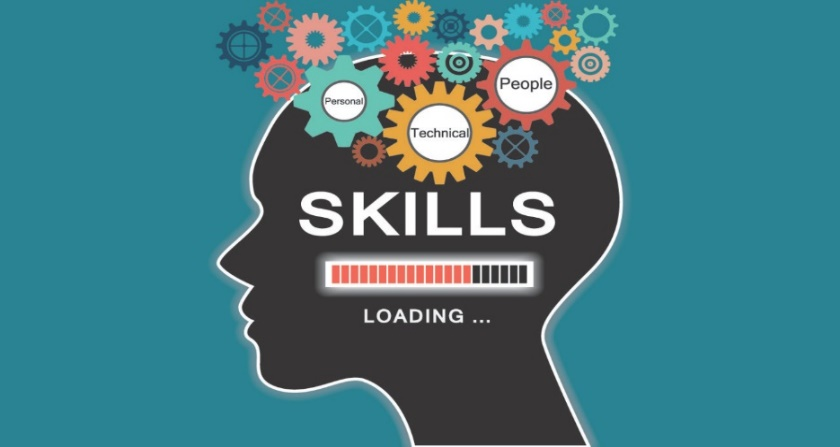 People
Personal
Technical
SKILLS
LOADING ...